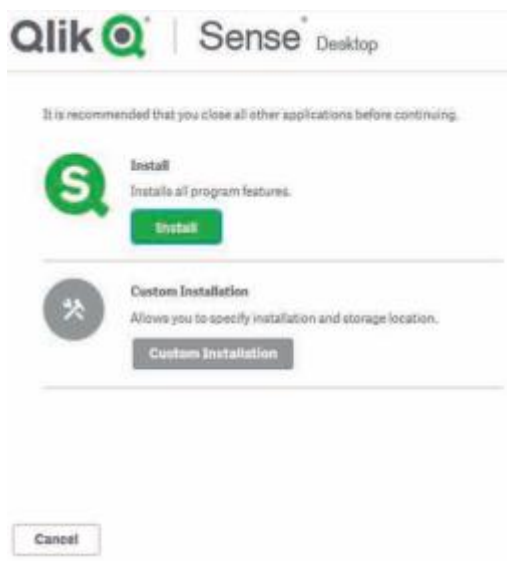 Qlik Sense Desktop
It is recommended that you close all other applications before continuing.
S
Install
Installs all program features.
Install
Custom Installation
Allows you to specify installation and storage location.
Custom Installation
Cancel